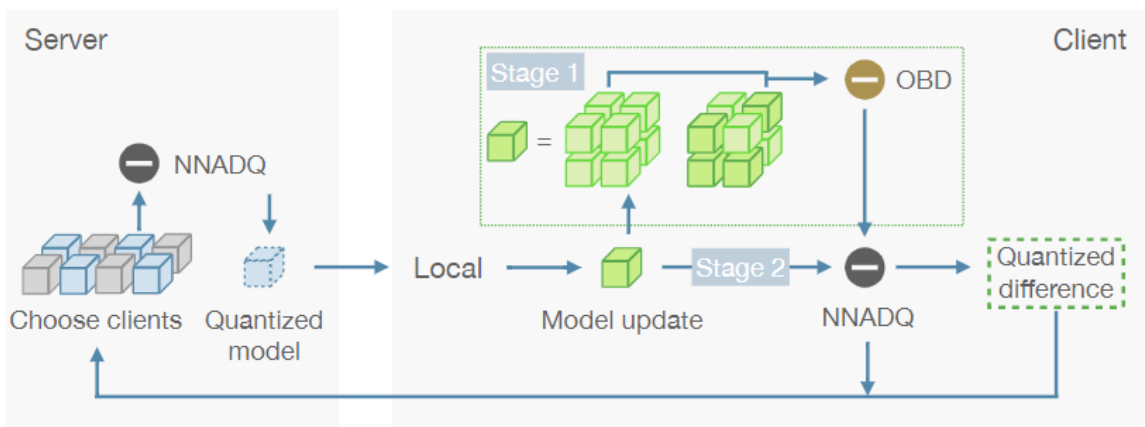 Server
Client
Stage 1
OBD
=
NNADQ
Local
Stage 2
Quantized
difference
Choose clients
Quantized
model
Model update
NNADQ